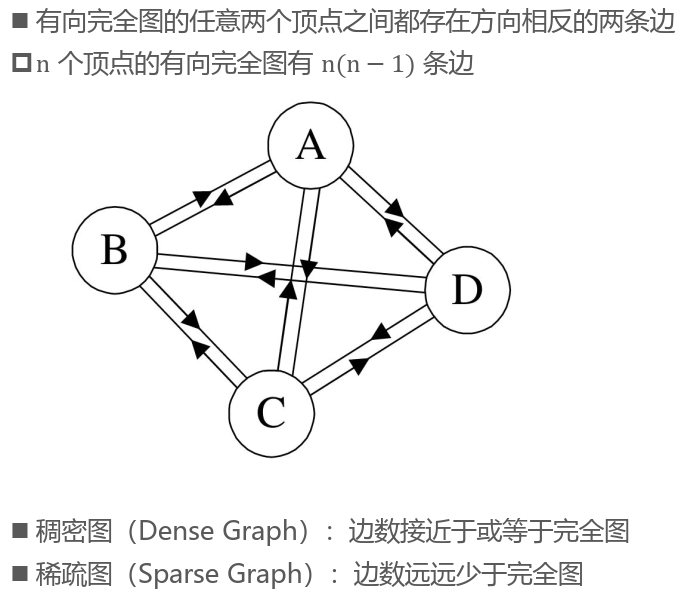 ■ 有向完全图的任意两个顶点之间都存在方向相反的两条边
n 个顶点的有向完全图有 n(n − 1) 条边
A
B
D
C
■ 稠密图（Dense Graph）：边数接近于或等于完全图
■ 稀疏图（Sparse Graph）：边数远远少于完全图